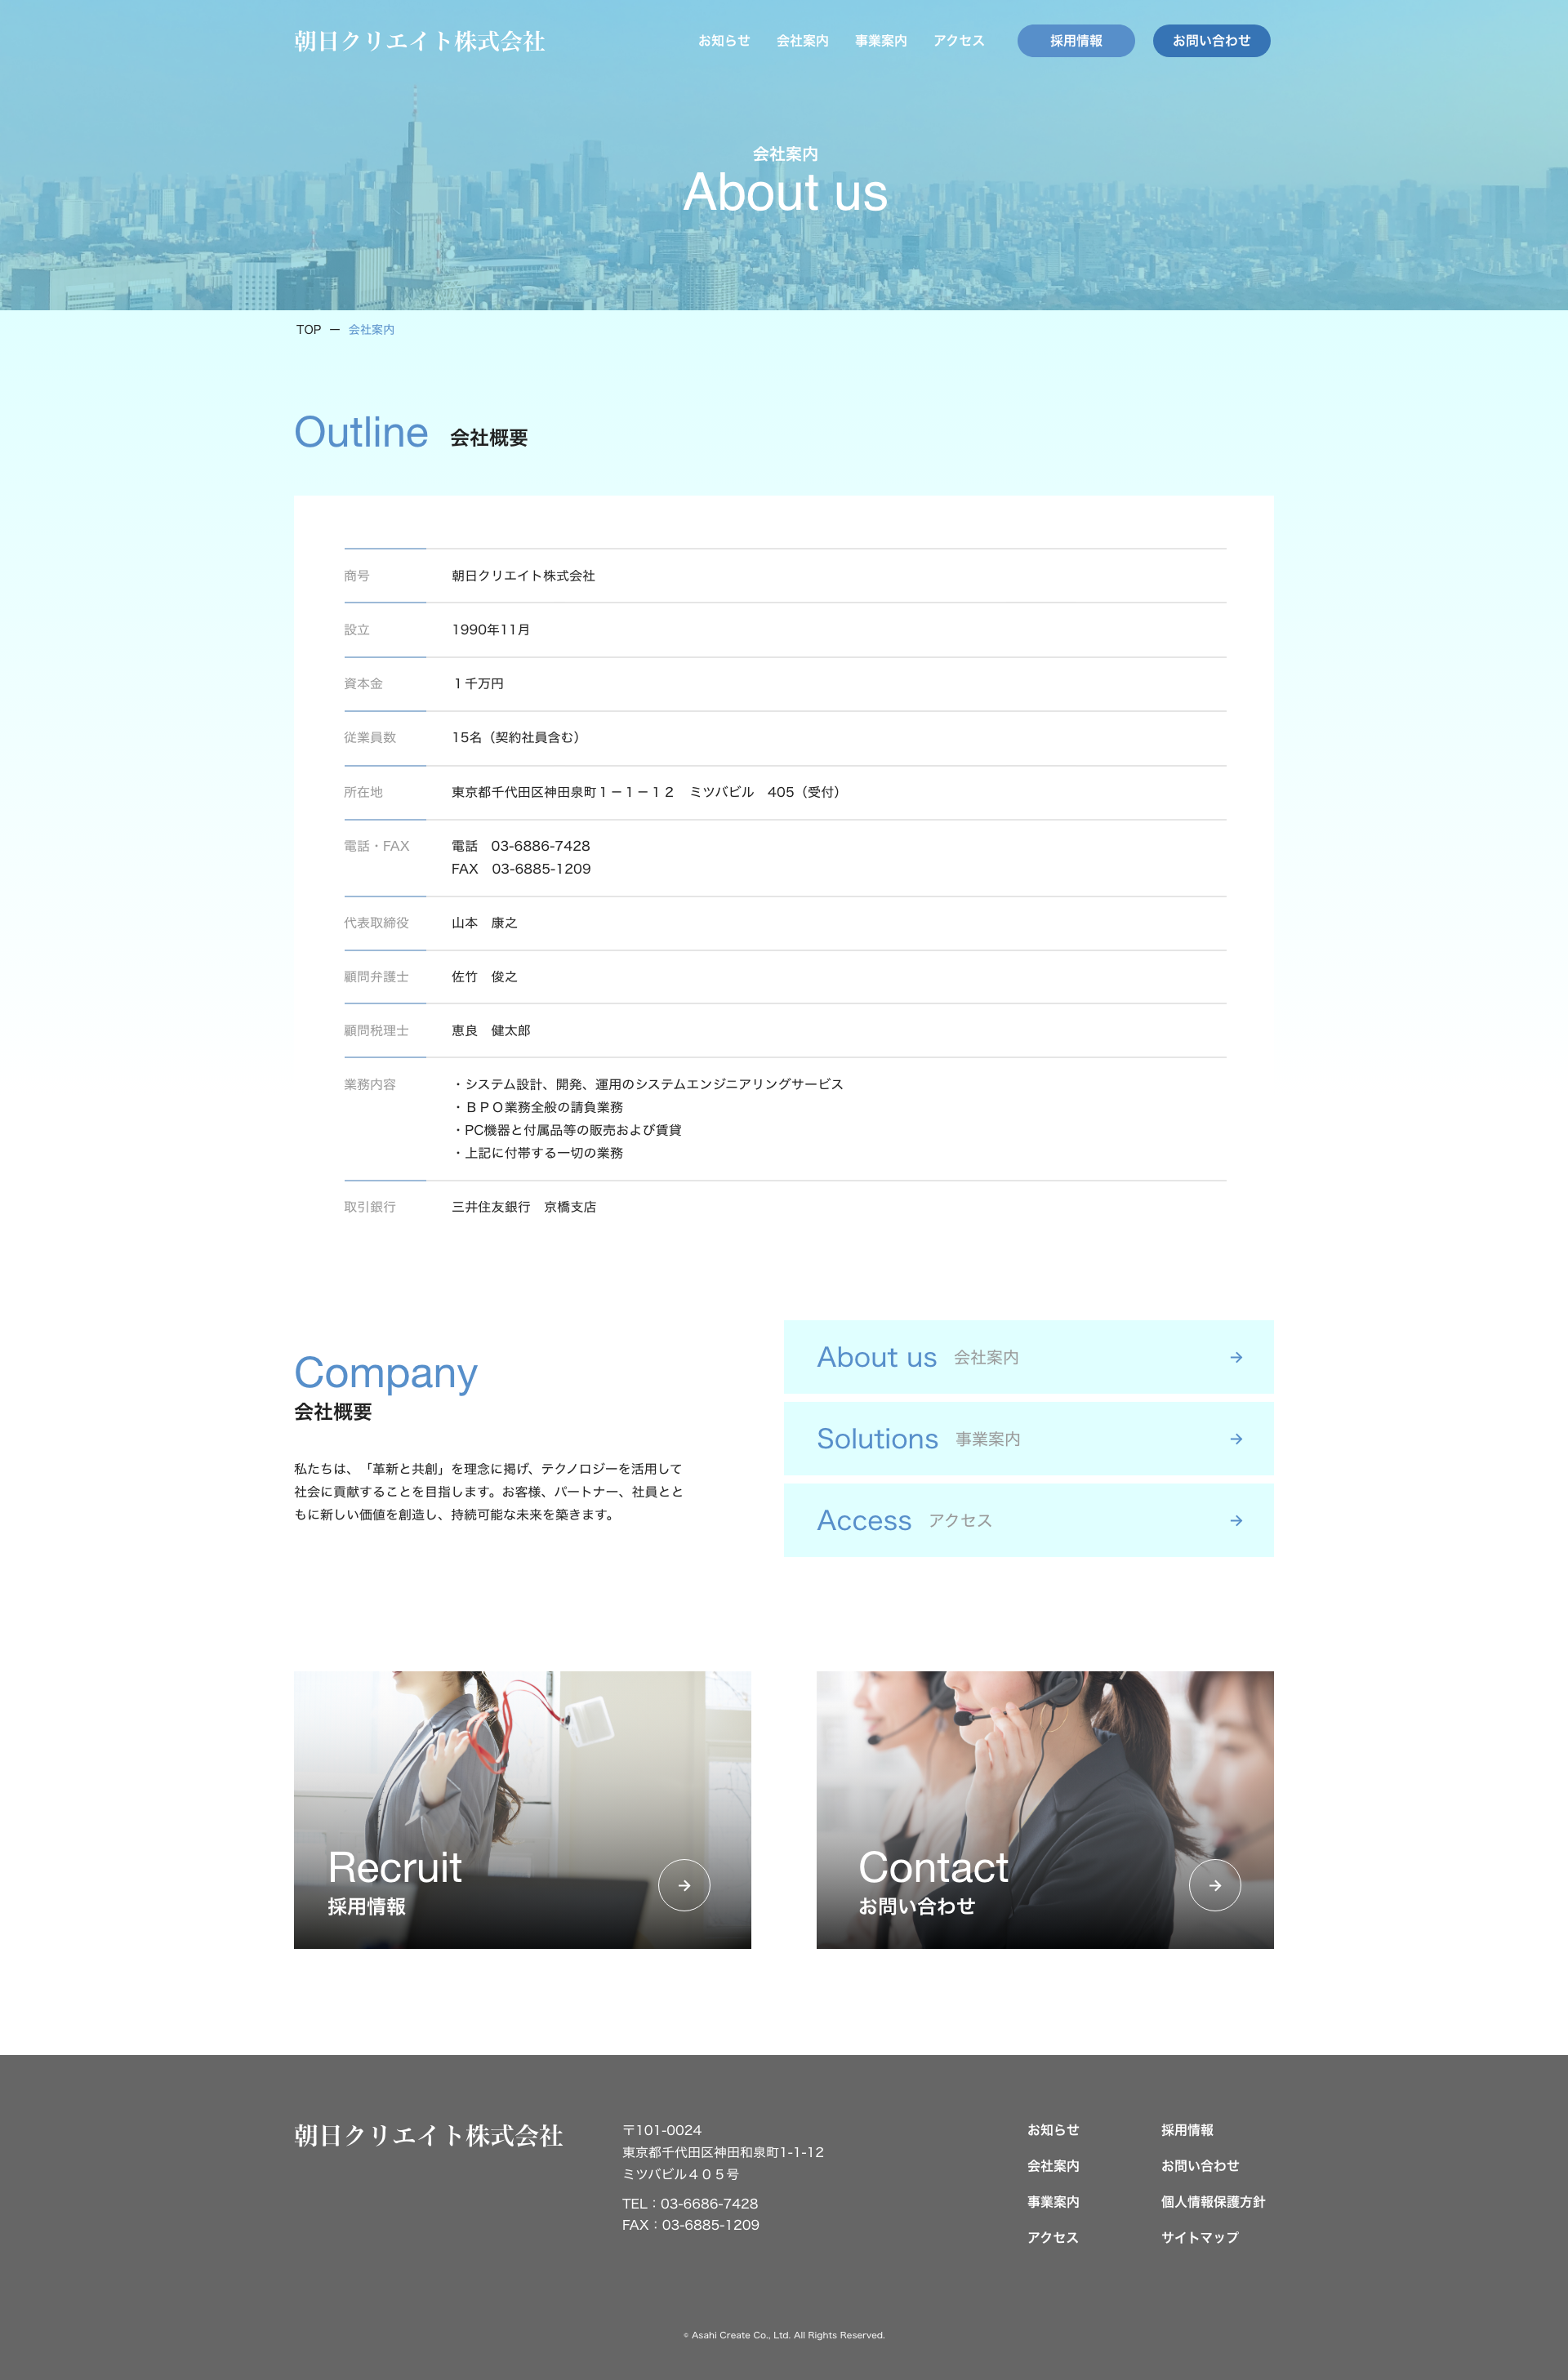 朝日クリエイト株式会社
お知らせ 会社案内 事業案内 アクセス 採用情報 お問い合わせ
会社案内
About us
TOP ー 会社案内
Outline 会社概要
商号 朝日クリエイト株式会社
設立 1990年11月
資本金 １千万円
従業員数 15名（契約社員含む）
所在地 東京都千代田区神田泉町１－１－１２　ミツバビル　405（受付）
電話・FAX 電話　03-6886-7428
FAX　03-6885-1209
代表取締役 山本　康之
顧問弁護士 佐竹　俊之
顧問税理士 恵良　健太郎
業務内容 ・システム設計、開発、運用のシステムエンジニアリングサービス
・ＢＰＯ業務全般の請負業務
・PC機器と付属品等の販売および賃貸
・上記に付帯する一切の業務
取引銀行 三井住友銀行　京橋支店
Company
会社概要
私たちは、「革新と共創」を理念に掲げ、テクノロジーを活用して
社会に貢献することを目指します。お客様、パートナー、社員とと
もに新しい価値を創造し、持続可能な未来を築きます。
About us 会社案内
Solutions 事業案内
Access アクセス
Recruit
採用情報
Contact
お問い合わせ
朝日クリエイト株式会社
〒101-0024
東京都千代田区神田和泉町1-1-12
ミツバビル４０５号
TEL：03-6686-7428
FAX：03-6885-1209
お知らせ
会社案内
事業案内
アクセス
採用情報
お問い合わせ
個人情報保護方針
サイトマップ
© Asahi Create Co., Ltd. All Rights Reserved.